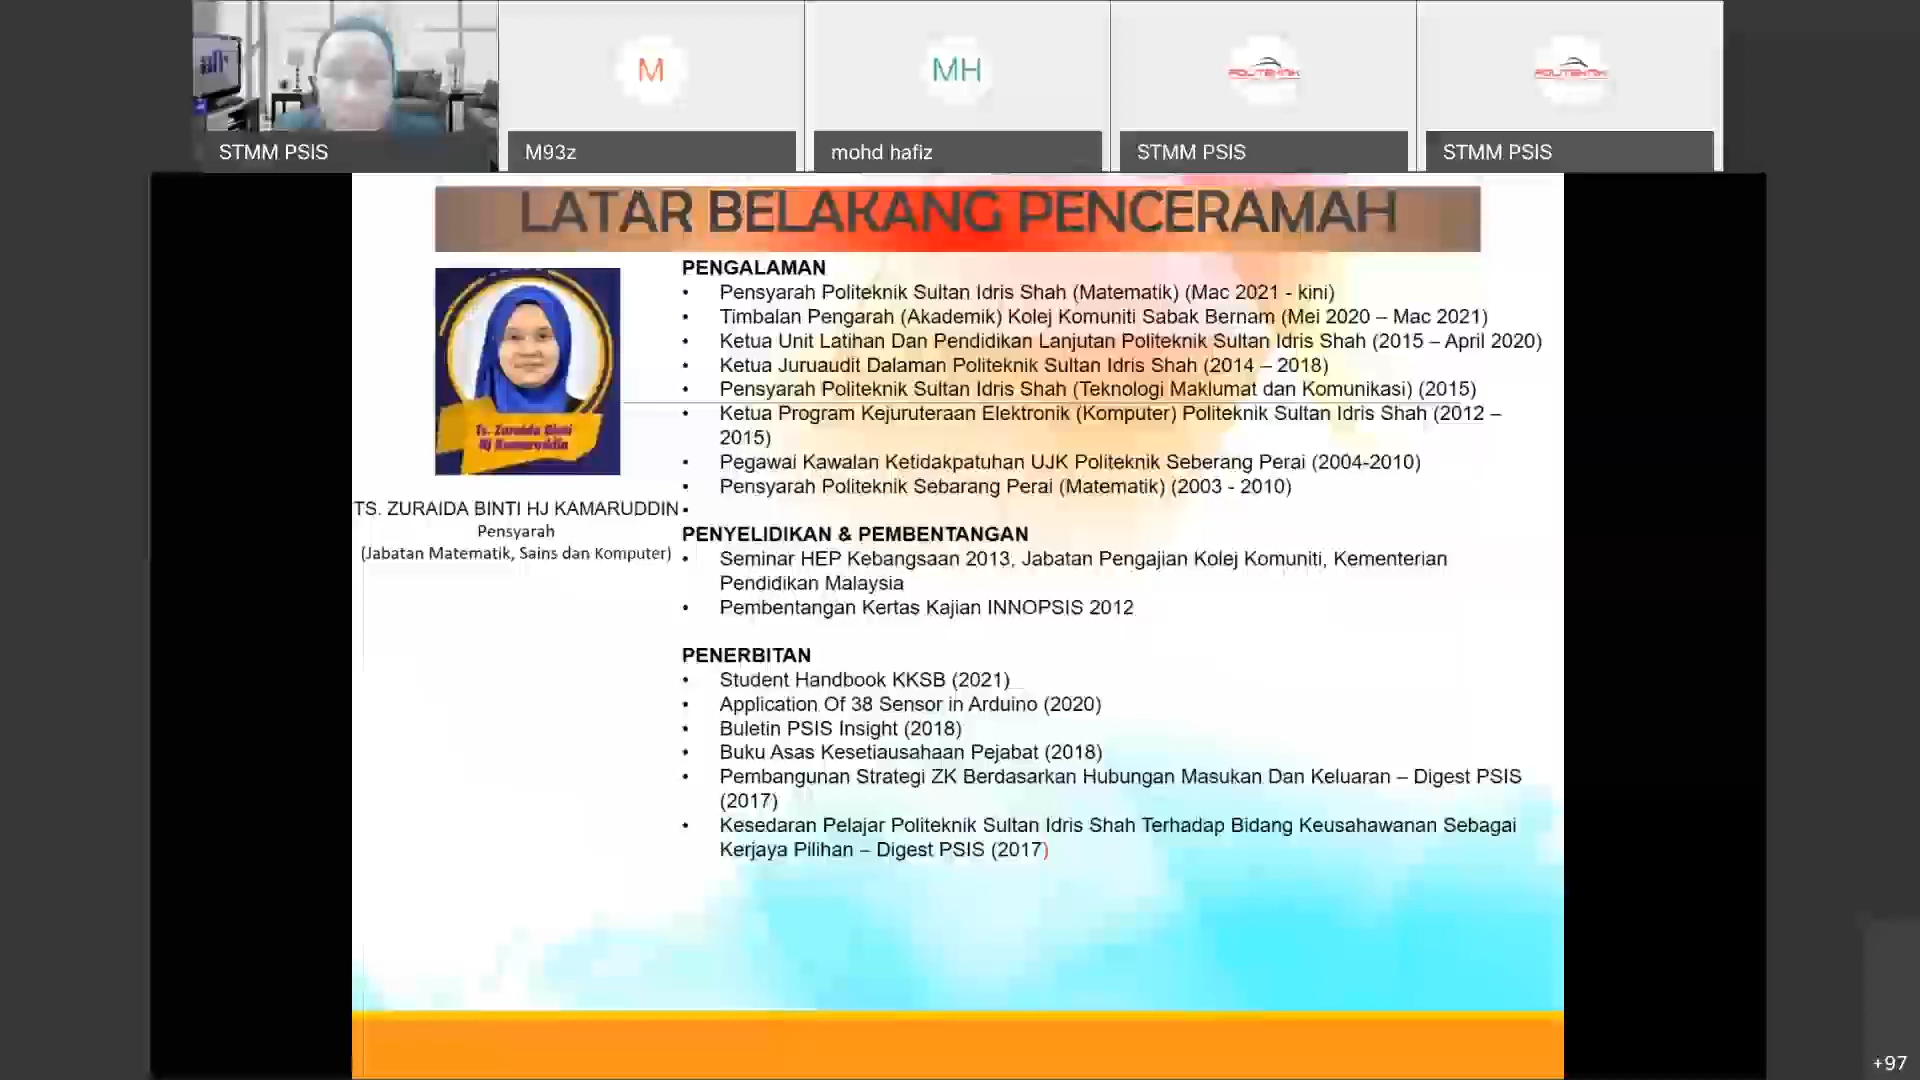 STMM PSIS
M
M93z
MH
mohd hafiz
POLITEKNIK
STMM PSIS
POLITEKNIK
STMM PSIS
LATAR BELAKANG PENCERAMAH
Ts. Zuraida Binti
Hj Kamaruddin
TS. ZURAIDA BINTI HJ KAMARUDDIN
Pensyarah
(Jabatan Matematik, Sains dan Komputer)
PENGALAMAN
• Pensyarah Politeknik Sultan Idris Shah (Matematik) (Mac 2021 - kini)
• Timbalan Pengarah (Akademik) Kolej Komuniti Sabak Bernam (Mei 2020 – Mac 2021)
• Ketua Unit Latihan Dan Pendidikan Lanjutan Politeknik Sultan Idris Shah (2015 – April 2020)
• Ketua Juruaudit Dalaman Politeknik Sultan Idris Shah (2014 – 2018)
• Pensyarah Politeknik Sultan Idris Shah (Teknologi Maklumat dan Komunikasi) (2015)
• Ketua Program Kejuruteraan Elektronik (Komputer) Politeknik Sultan Idris Shah (2012 –
2015)
• Pegawai Kawalan Ketidakpatuhan UJK Politeknik Seberang Perai (2004-2010)
• Pensyarah Politeknik Sebarang Perai (Matematik) (2003 - 2010)
•
PENYELIDIKAN & PEMBENTANGAN
• Seminar HEP Kebangsaan 2013, Jabatan Pengajian Kolej Komuniti, Kementerian
Pendidikan Malaysia
• Pembentangan Kertas Kajian INNOPSIS 2012
PENERBITAN
• Student Handbook KKSB (2021)
• Application Of 38 Sensor in Arduino (2020)
• Buletin PSIS Insight (2018)
• Buku Asas Kesetiausahaan Pejabat (2018)
• Pembangunan Strategi ZK Berdasarkan Hubungan Masukan Dan Keluaran – Digest PSIS
(2017)
• Kesedaran Pelajar Politeknik Sultan Idris Shah Terhadap Bidang Keusahawanan Sebagai
Kerjaya Pilihan – Digest PSIS (2017)
+97